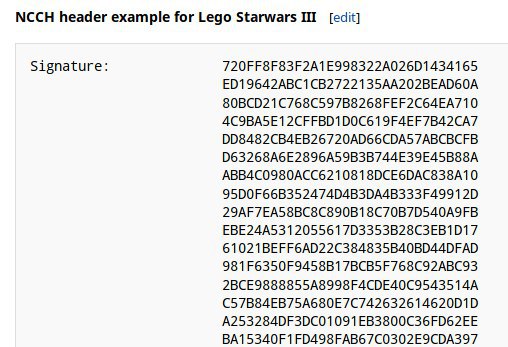 NCCH header example for Lego Starwars III [edit]
Signature: 720FF8F83F2A1E998322A026D1434165
ED19642ABC1CB2722135AA202BEAD60A
80BCD21C768C597B8268FEF2C64EA710
4C9BA5E12CFFBD1D0C619F4EF7B42CA7
DD8482CB4EB26720AD66CDA57ABCBCFB
D63268A6E2896A59B3B744E39E45B88A
ABB4C0980ACC6210818DCE6DAC838A10
95D0F66B352474D4B3DA4B333F49912D
29AF7EA58BC8C890B18C70B7D540A9FB
EBE24A5312055617D3353B28C3EB1D17
61021BEFF6AD22C384835B40BD44DFAD
981F6350F9458B17BCB5F768C92ABC93
2BCE9888855A8998F4CDE40C9543514A
C57B84EB75A680E7C742632614620D1D
A253284DF3DC01091EB3800C36FD62EE
BA15340F1FD498FAB67C0302E9CDA397